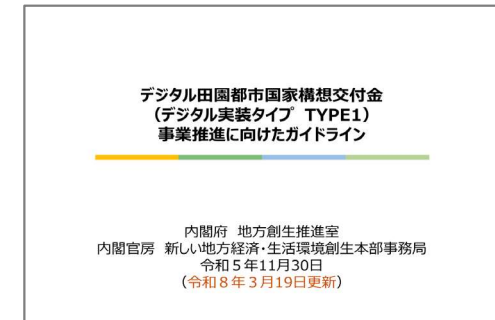 デジタル田園都市国家構想交付金
(デジタル実装タイプ TYPE1)
事業推進に向けたガイドライン
内閣府 地方創生推進室
内閣官房 新しい地方経済・生活環境創生本部事務局
令和5年11月30日
(令和8年3月19日更新)